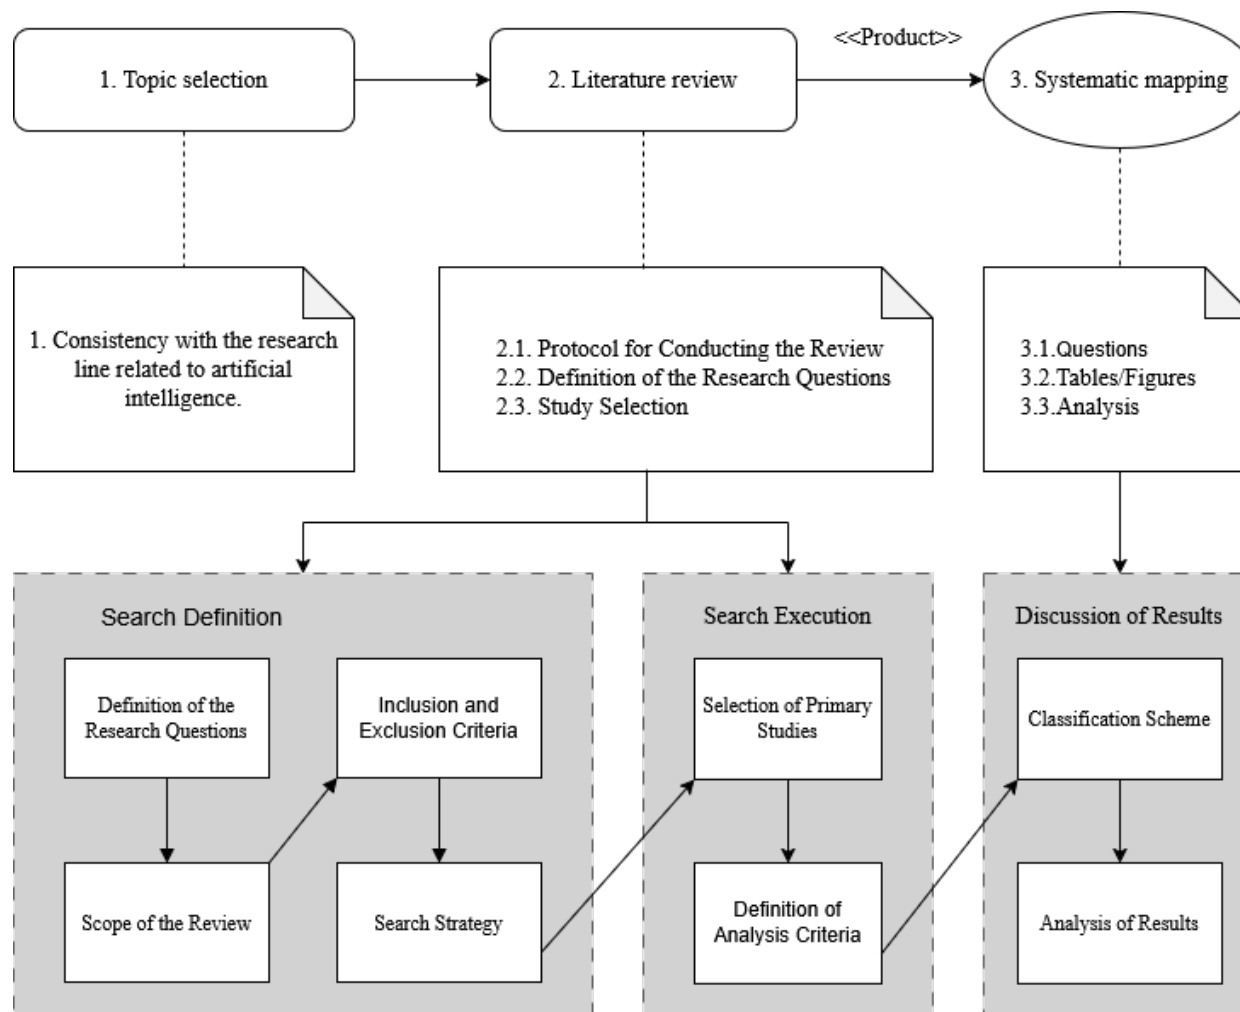 <<Product>>
1. Topic selection
2. Literature review
3. Systematic mapping
1. Consistency with the research
line related to artificial
intelligence.
2.1. Protocol for Conducting the Review
2.2. Definition of the Research Questions
2.3. Study Selection
3.1.Questions
3.2.Tables/Figures
3.3.Analysis
Search Definition
Definition of the
Research Questions
Scope of the Review
Inclusion and
Exclusion Criteria
Search Strategy
Search Execution
Selection of Primary
Studies
Definition of
Analysis Criteria
Discussion of Results
Classification Scheme
Analysis of Results